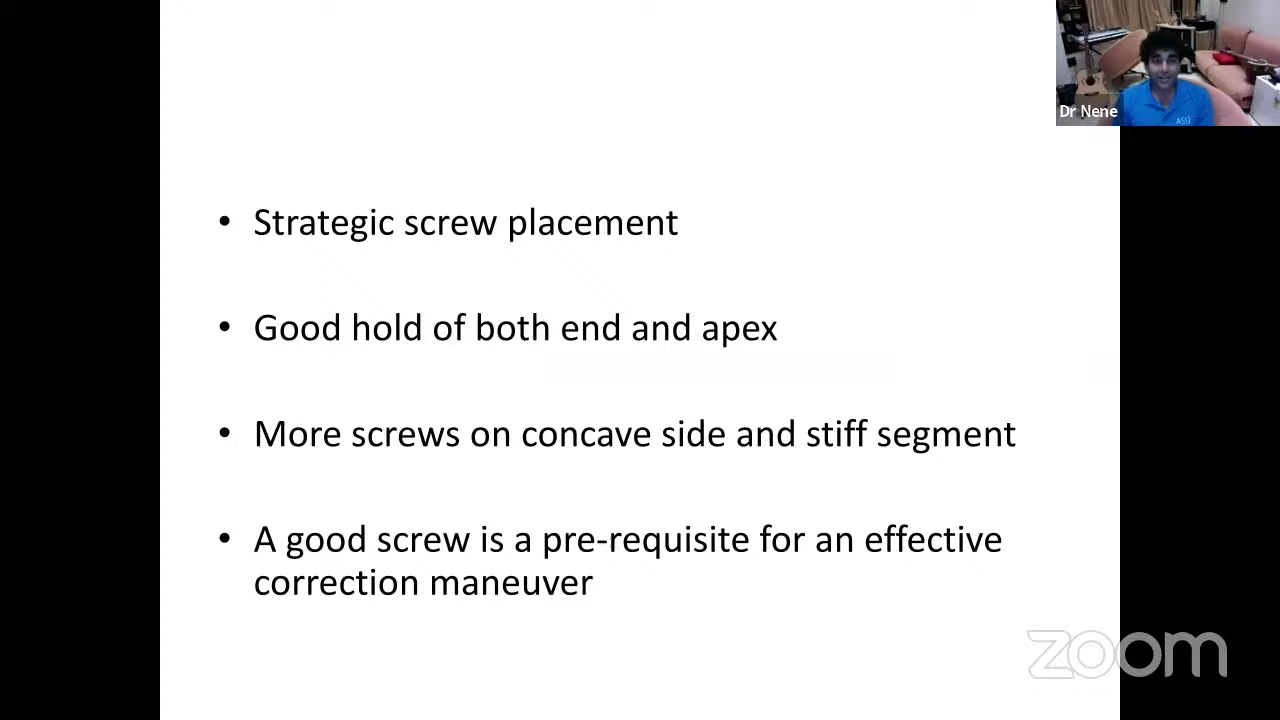 Dr Nene
ASSI
• Strategic screw placement
• Good hold of both end and apex
• More screws on concave side and stiff segment
• A good screw is a pre-requisite for an effective
correction maneuver
zoom